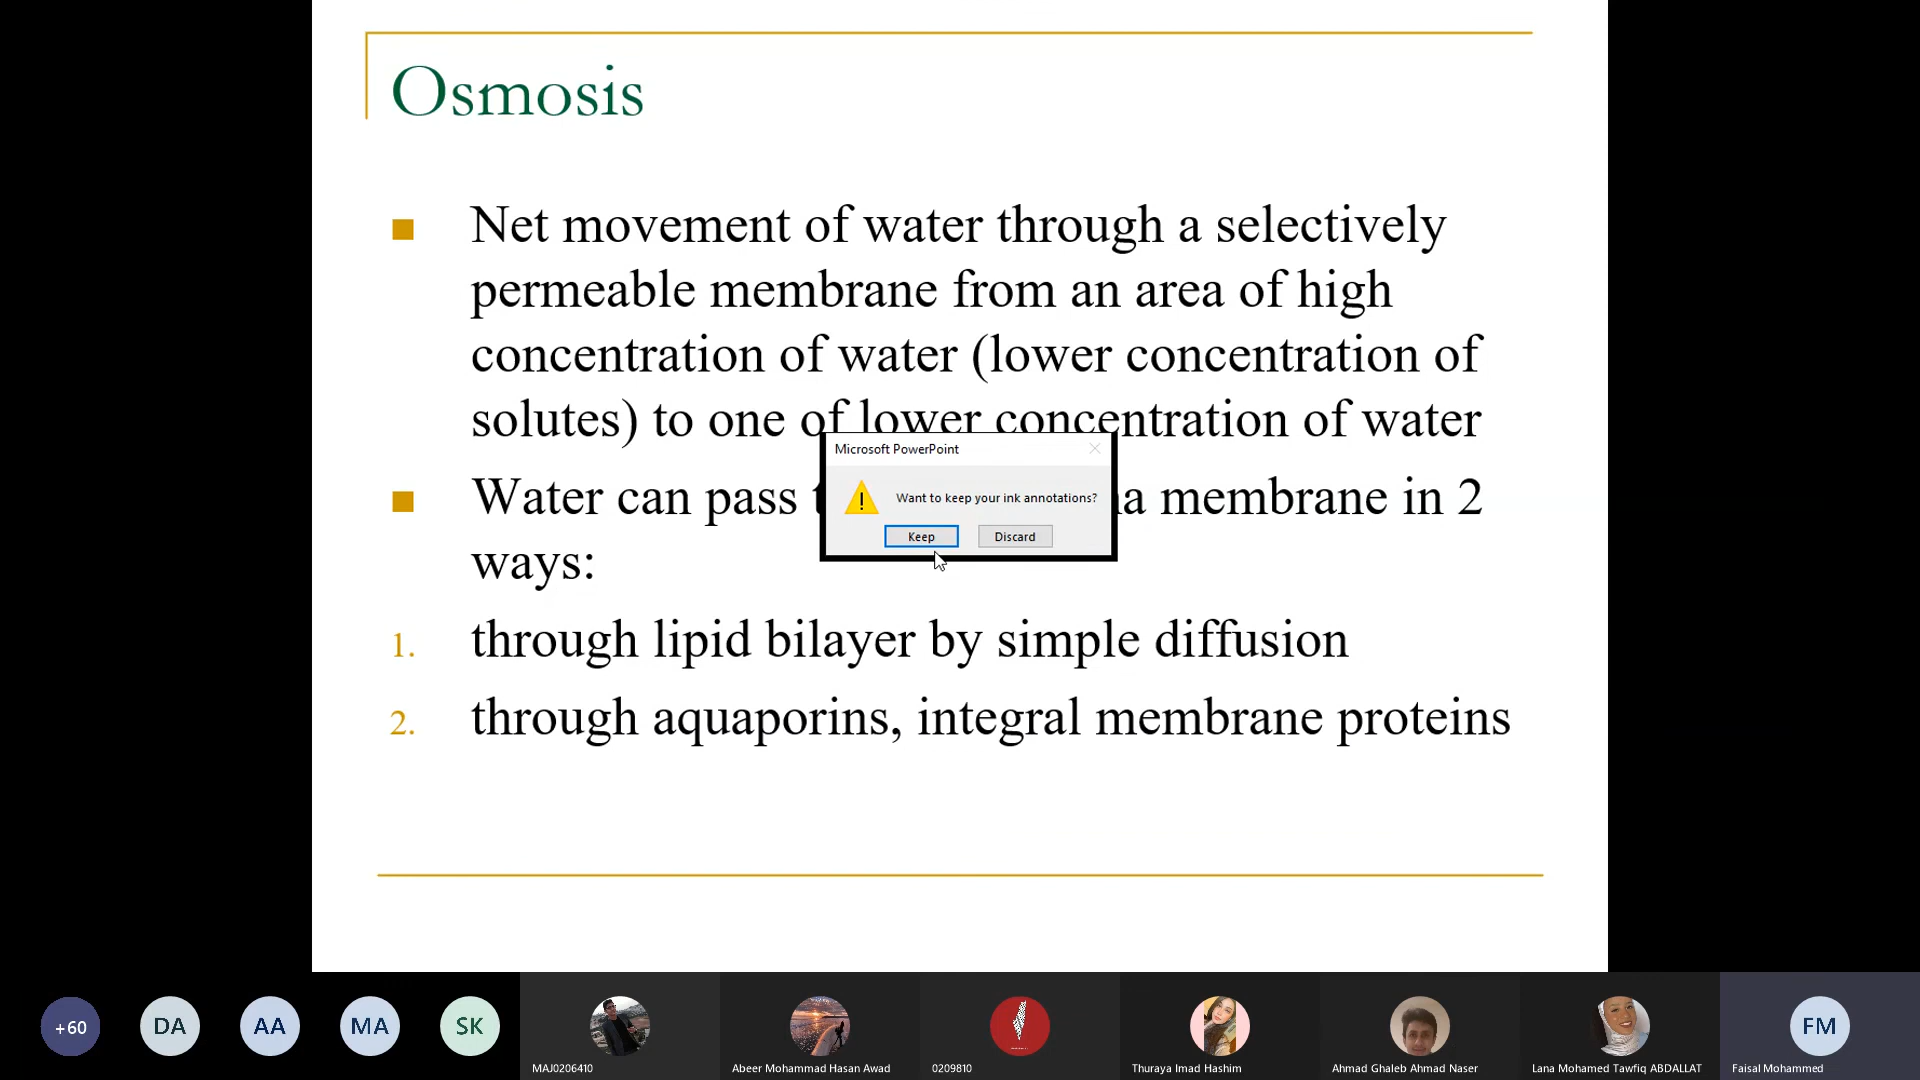 Osmosis
Net movement of water through a selectively
permeable membrane from an area of high
concentration of water (lower concentration of
solutes) to one of lower concentration of water
Water can pass membrane in 2
ways:
1. through lipid bilayer by simple diffusion
2. through aquaporins, integral membrane proteins
Microsoft PowerPoint
Want to keep your ink annotations?
Keep Discard
+60 DA AA MA SK FM
MAJ0206410 Abeer Mohammad Hasan Awad 0209810 Thuraya Imad Hashim Ahmad Ghaleb Ahmad Naser Lana Mohamed Tawfiq ABDALLAT Faisal Mohammed